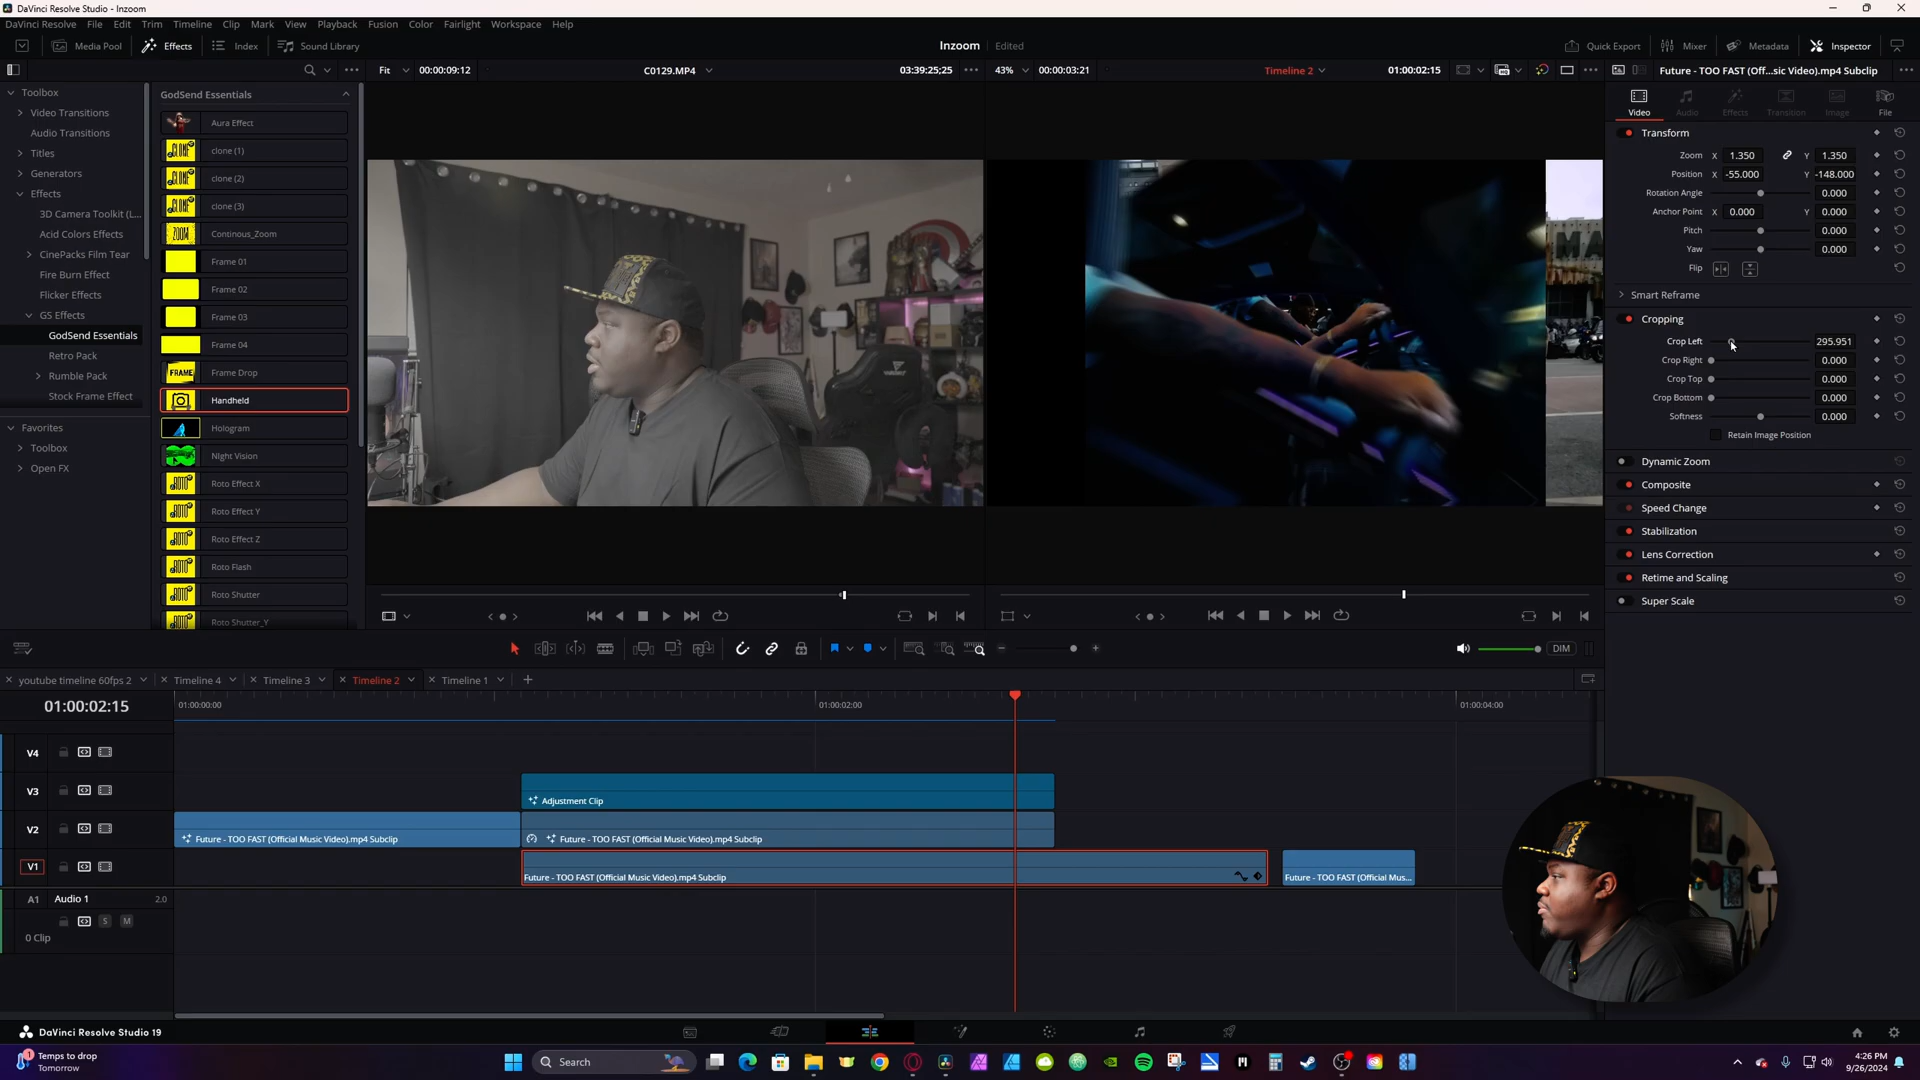 DaVinci Resolve Studio - Inzoom
DaVinci Resolve File Edit Trim Timeline Clip Mark View Playback Fusion Color Fairlight Workspace Help
Media Pool Effects Index Sound Library Inzoom Edited Quick Export Mixer Metadata Inspector
Fit 00:00:09:12 C0129.MP4 03:39:25;25 43% 00:00:03:21 Timeline 2 01:00:02:15 Future - TOO FAST (Off...sic Video).mp4 Subclip
Toolbox
Video Transitions
Audio Transitions
Titles
Generators
Effects
3D Camera Toolkit (L...
Acid Colors Effects
CinePacks Film Tear
Fire Burn Effect
Flicker Effects
GS Effects
GodSend Essentials
Retro Pack
Rumble Pack
Stock Frame Effect
Favorites
Toolbox
Open FX
GodSend Essentials
Aura Effect
clone (1)
clone (2)
clone (3)
ZOOM Continous_Zoom
Frame 01
Frame 02
Frame 03
Frame 04
FRAME Frame Drop
Handheld
Hologram
Night Vision
ROTO Roto Effect X
ROTO Roto Effect Y
ROTO Roto Effect Z
ROTO Roto Flash
ROTO Roto Shutter
ROTO Roto Shutter_Y
Video Audio Effects Transition Image File
Transform
Zoom X 1.350 Y 1.350
Position X -55.000 Y -148.000
Rotation Angle 0.000
Anchor Point X 0.000 Y 0.000
Pitch 0.000
Yaw 0.000
Flip
Smart Reframe
Cropping
Crop Left 295.951
Crop Right 0.000
Crop Top 0.000
Crop Bottom 0.000
Softness 0.000
Retain Image Position
Dynamic Zoom
Composite
Speed Change
Stabilization
Lens Correction
Retime and Scaling
Super Scale
DIM
youtube timeline 60fps 2 Timeline 4 Timeline 3 Timeline 2 Timeline 1
01:00:02:15 01:00:00:00 01:00:02:00 01:00:04:00
V4
V3 Adjustment Clip
V2 Future - TOO FAST (Official Music Video).mp4 Subclip Future - TOO FAST (Official Music Video).mp4 Subclip
V1 Future - TOO FAST (Official Music Video).mp4 Subclip Future - TOO FAST (Official Mus...
A1 Audio 1 2.0
S M
0 Clip
DaVinci Resolve Studio 19
Temps to drop
Tomorrow
Search
4:26 PM
9/26/2024